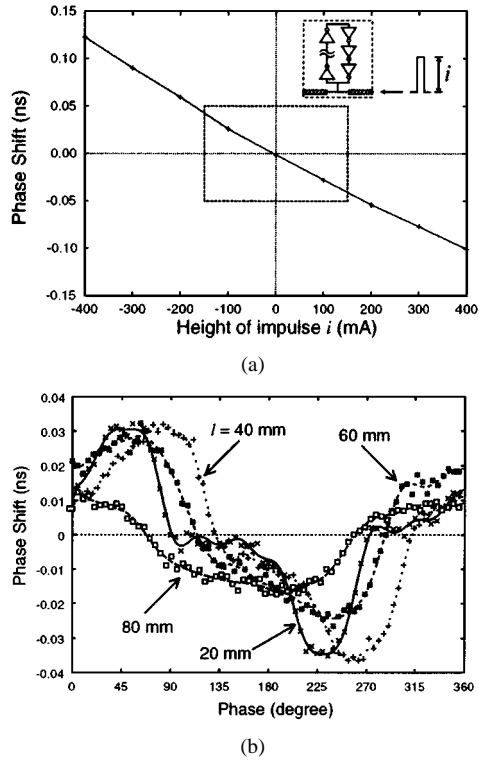 (a)
0.15
0.10
0.05
0.00
-0.05
-0.10
0.15
Phase Shift (ns)
-400 -300 -200 -100 0 100 200 300 400
Height of impulse i (mA)
i
(a)
0.04
0.03
0.02
0.01
0
-0.01
-0.02
-0.03
-0.04
Phase Shift (ns)
l = 40 mm
60 mm
80 mm
20 mm
0 45 90 135 180 225 270 315 360
Phase (degree)
(b)